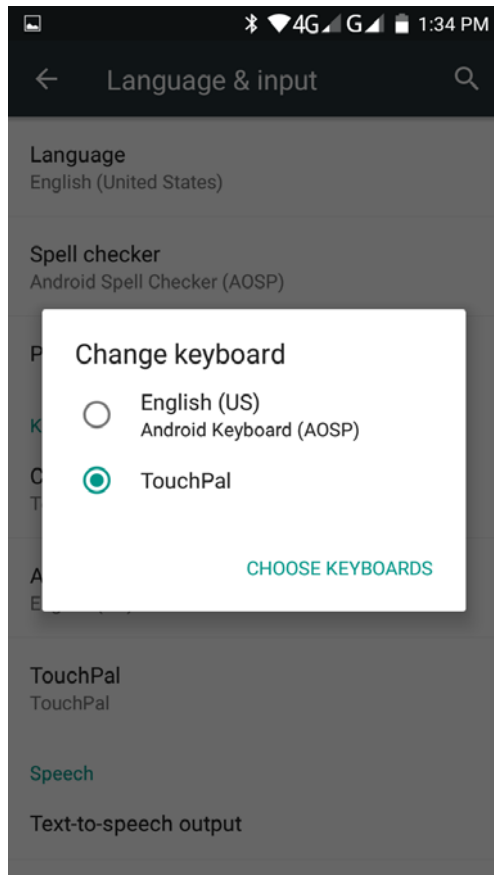 4G G 1:34 PM
Language & input
Language
English (United States)
Spell checker
Android Spell Checker (AOSP)
P
Change keyboard
English (US)
Android Keyboard (AOSP)
K
C
TouchPal
T
CHOOSE KEYBOARDS
A
E
TouchPal
TouchPal
Speech
Text-to-speech output